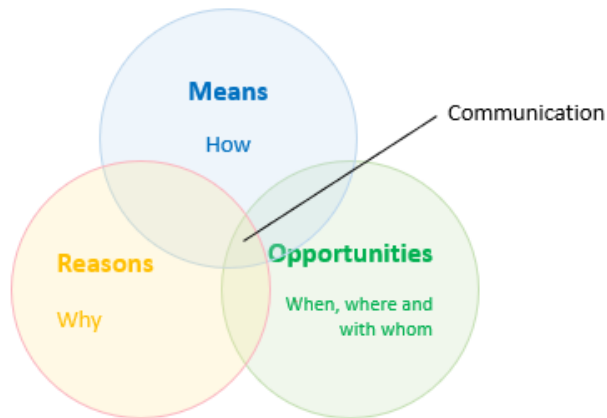 Means
How
Communication
Reasons
Why
Opportunities
When, where and
with whom